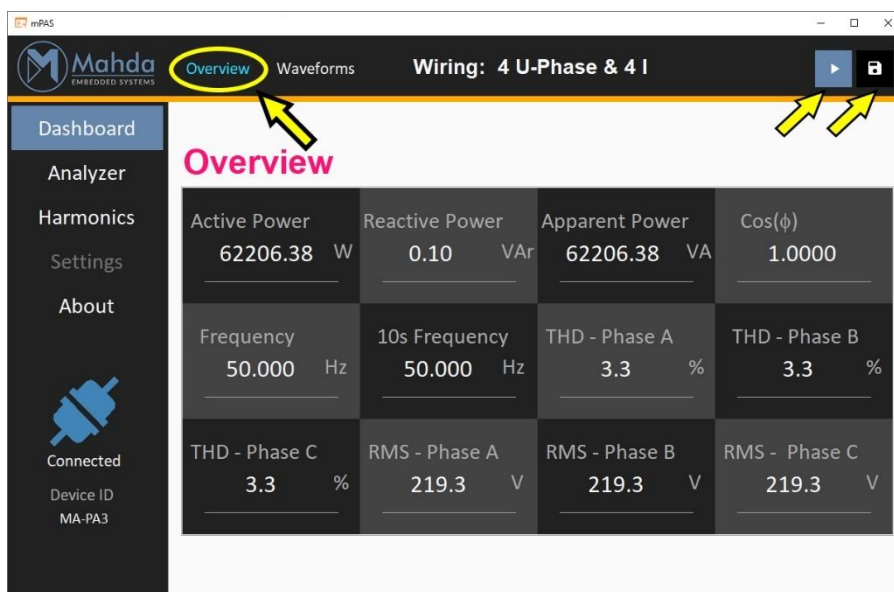 mPAS
Mahda
EMBEDDED SYSTEMS
Overview Waveforms Wiring: 4 U-Phase & 4 I
Dashboard
Analyzer
Harmonics
Settings
About
Connected
Device ID
MA-PA3
Overview
Active Power Reactive Power Apparent Power Cos(ϕ)
62206.38 W 0.10 VAr 62206.38 VA 1.0000
Frequency 10s Frequency THD - Phase A THD - Phase B
50.000 Hz 50.000 Hz 3.3 % 3.3 %
THD - Phase C RMS - Phase A RMS - Phase B RMS - Phase C
3.3 % 219.3 V 219.3 V 219.3 V